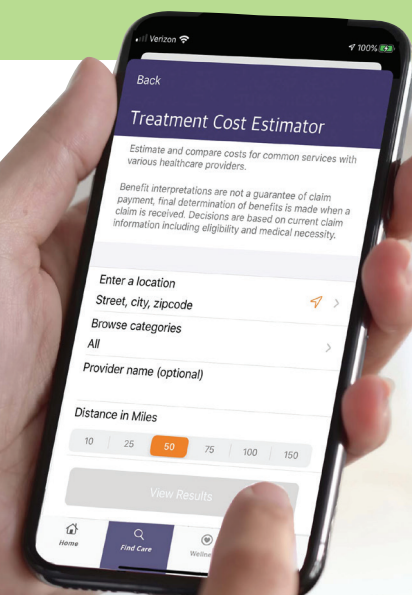 Verizon
100%
Back
Treatment Cost Estimator
Estimate and compare costs for common services with
various healthcare providers.
Benefit interpretations are not a guarantee of claim
payment, final determination of benefits is made when a
claim is received. Decisions are based on current claim
information including eligibility and medical necessity.
Enter a location
Street, city, zipcode
Browse categories
All
Provider name (optional)
Distance in Miles
10 25 50 75 100 150
View Results
Home Find Care